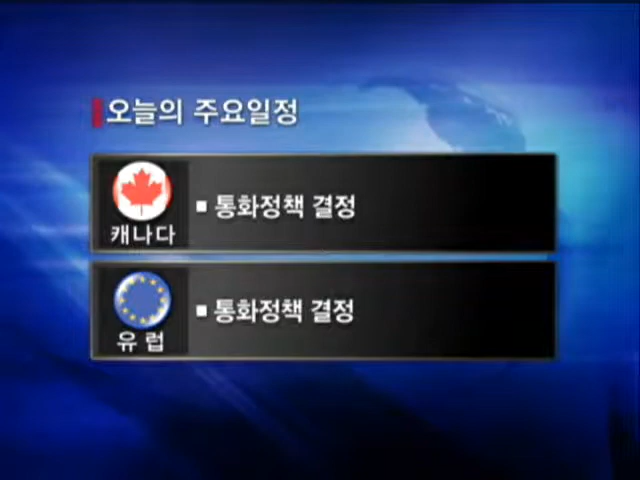 오늘의 주요일정
캐나다
■ 통화정책 결정
유럽
■ 통화정책 결정